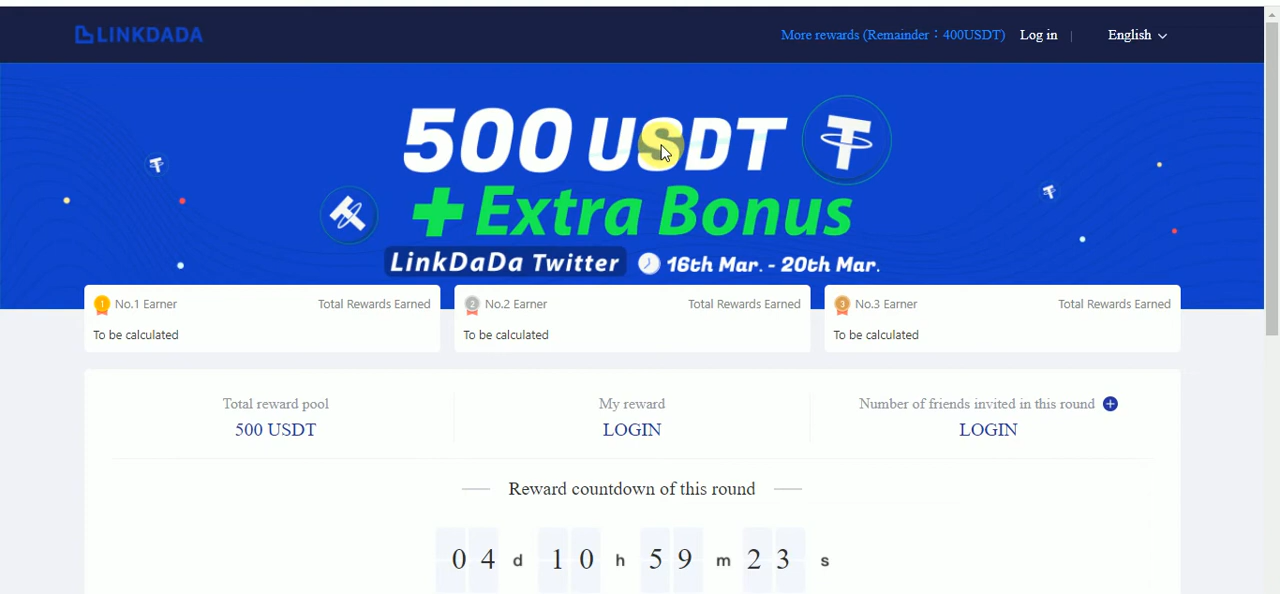 LINKDADA
More rewards (Remainder：400USDT) Log in | English
500 USDT
+ Extra Bonus
LinkDaDa Twitter 16th Mar. - 20th Mar.
1 No.1 Earner Total Rewards Earned 2 No.2 Earner Total Rewards Earned 3 No.3 Earner Total Rewards Earned
To be calculated To be calculated To be calculated
Total reward pool My reward Number of friends invited in this round
500 USDT LOGIN LOGIN
Reward countdown of this round
04 d 10 h 59 m 23 s